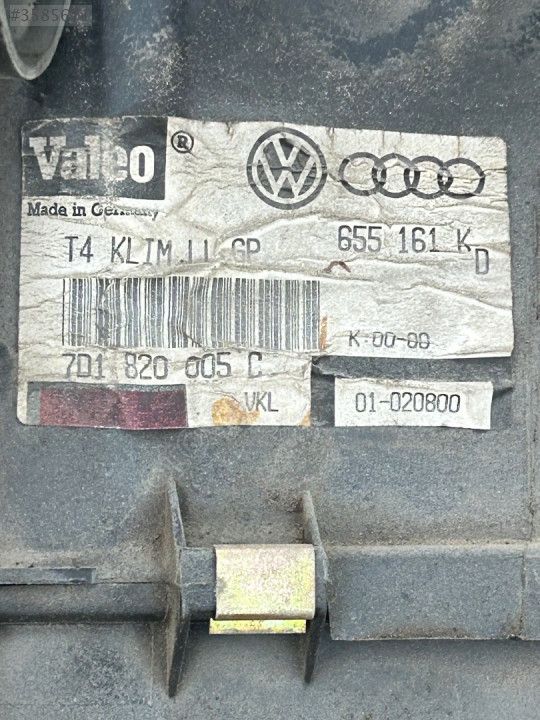 Valeo ®
Made in Germany
T4 KLIM.LL GP
655 161 K
D
K-00-00
7D1 820 005 C
VKL
01-020800